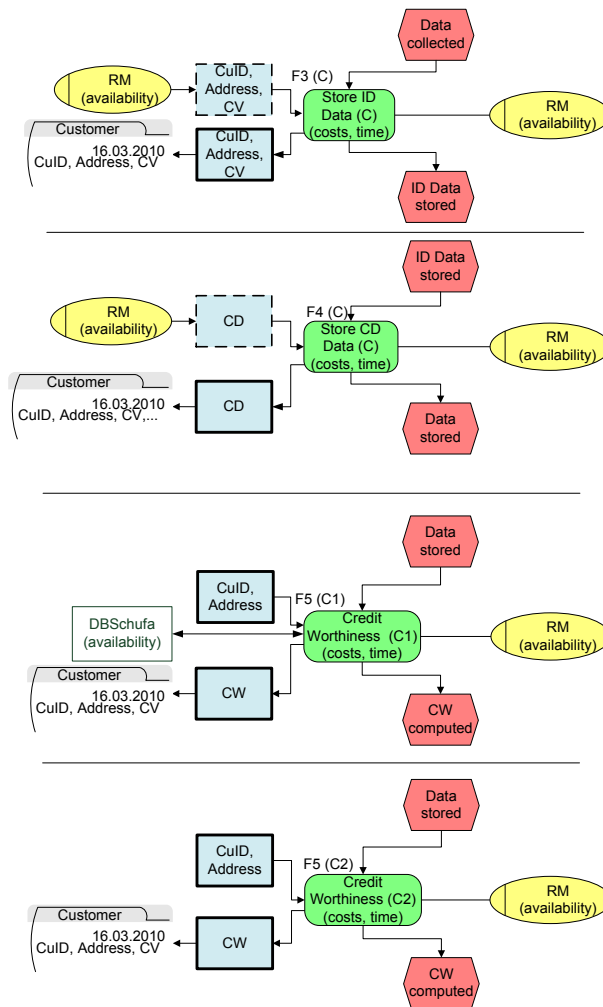 Data
collected
RM
(availability)
CuID,
Address,
CV
F3 (C)
Store ID
Data (C)
(costs, time)
RM
(availability)
Customer
16.03.2010
CuID, Address, CV
CuID,
Address,
CV
ID Data
stored
ID Data
stored
RM
(availability)
CD
F4 (C)
Store CD
Data (C)
(costs, time)
RM
(availability)
Customer
16.03.2010
CuID, Address, CV,...
CD
Data
stored
Data
stored
CuID,
Address
F5 (C1)
DBSchufa
(availability)
Credit
Worthiness (C1)
(costs, time)
RM
(availability)
Customer
16.03.2010
CuID, Address, CV
CW
CW
computed
Data
stored
CuID,
Address
F5 (C2)
Credit
Worthiness (C2)
(costs, time)
RM
(availability)
Customer
16.03.2010
CuID, Address, CV
CW
CW
computed